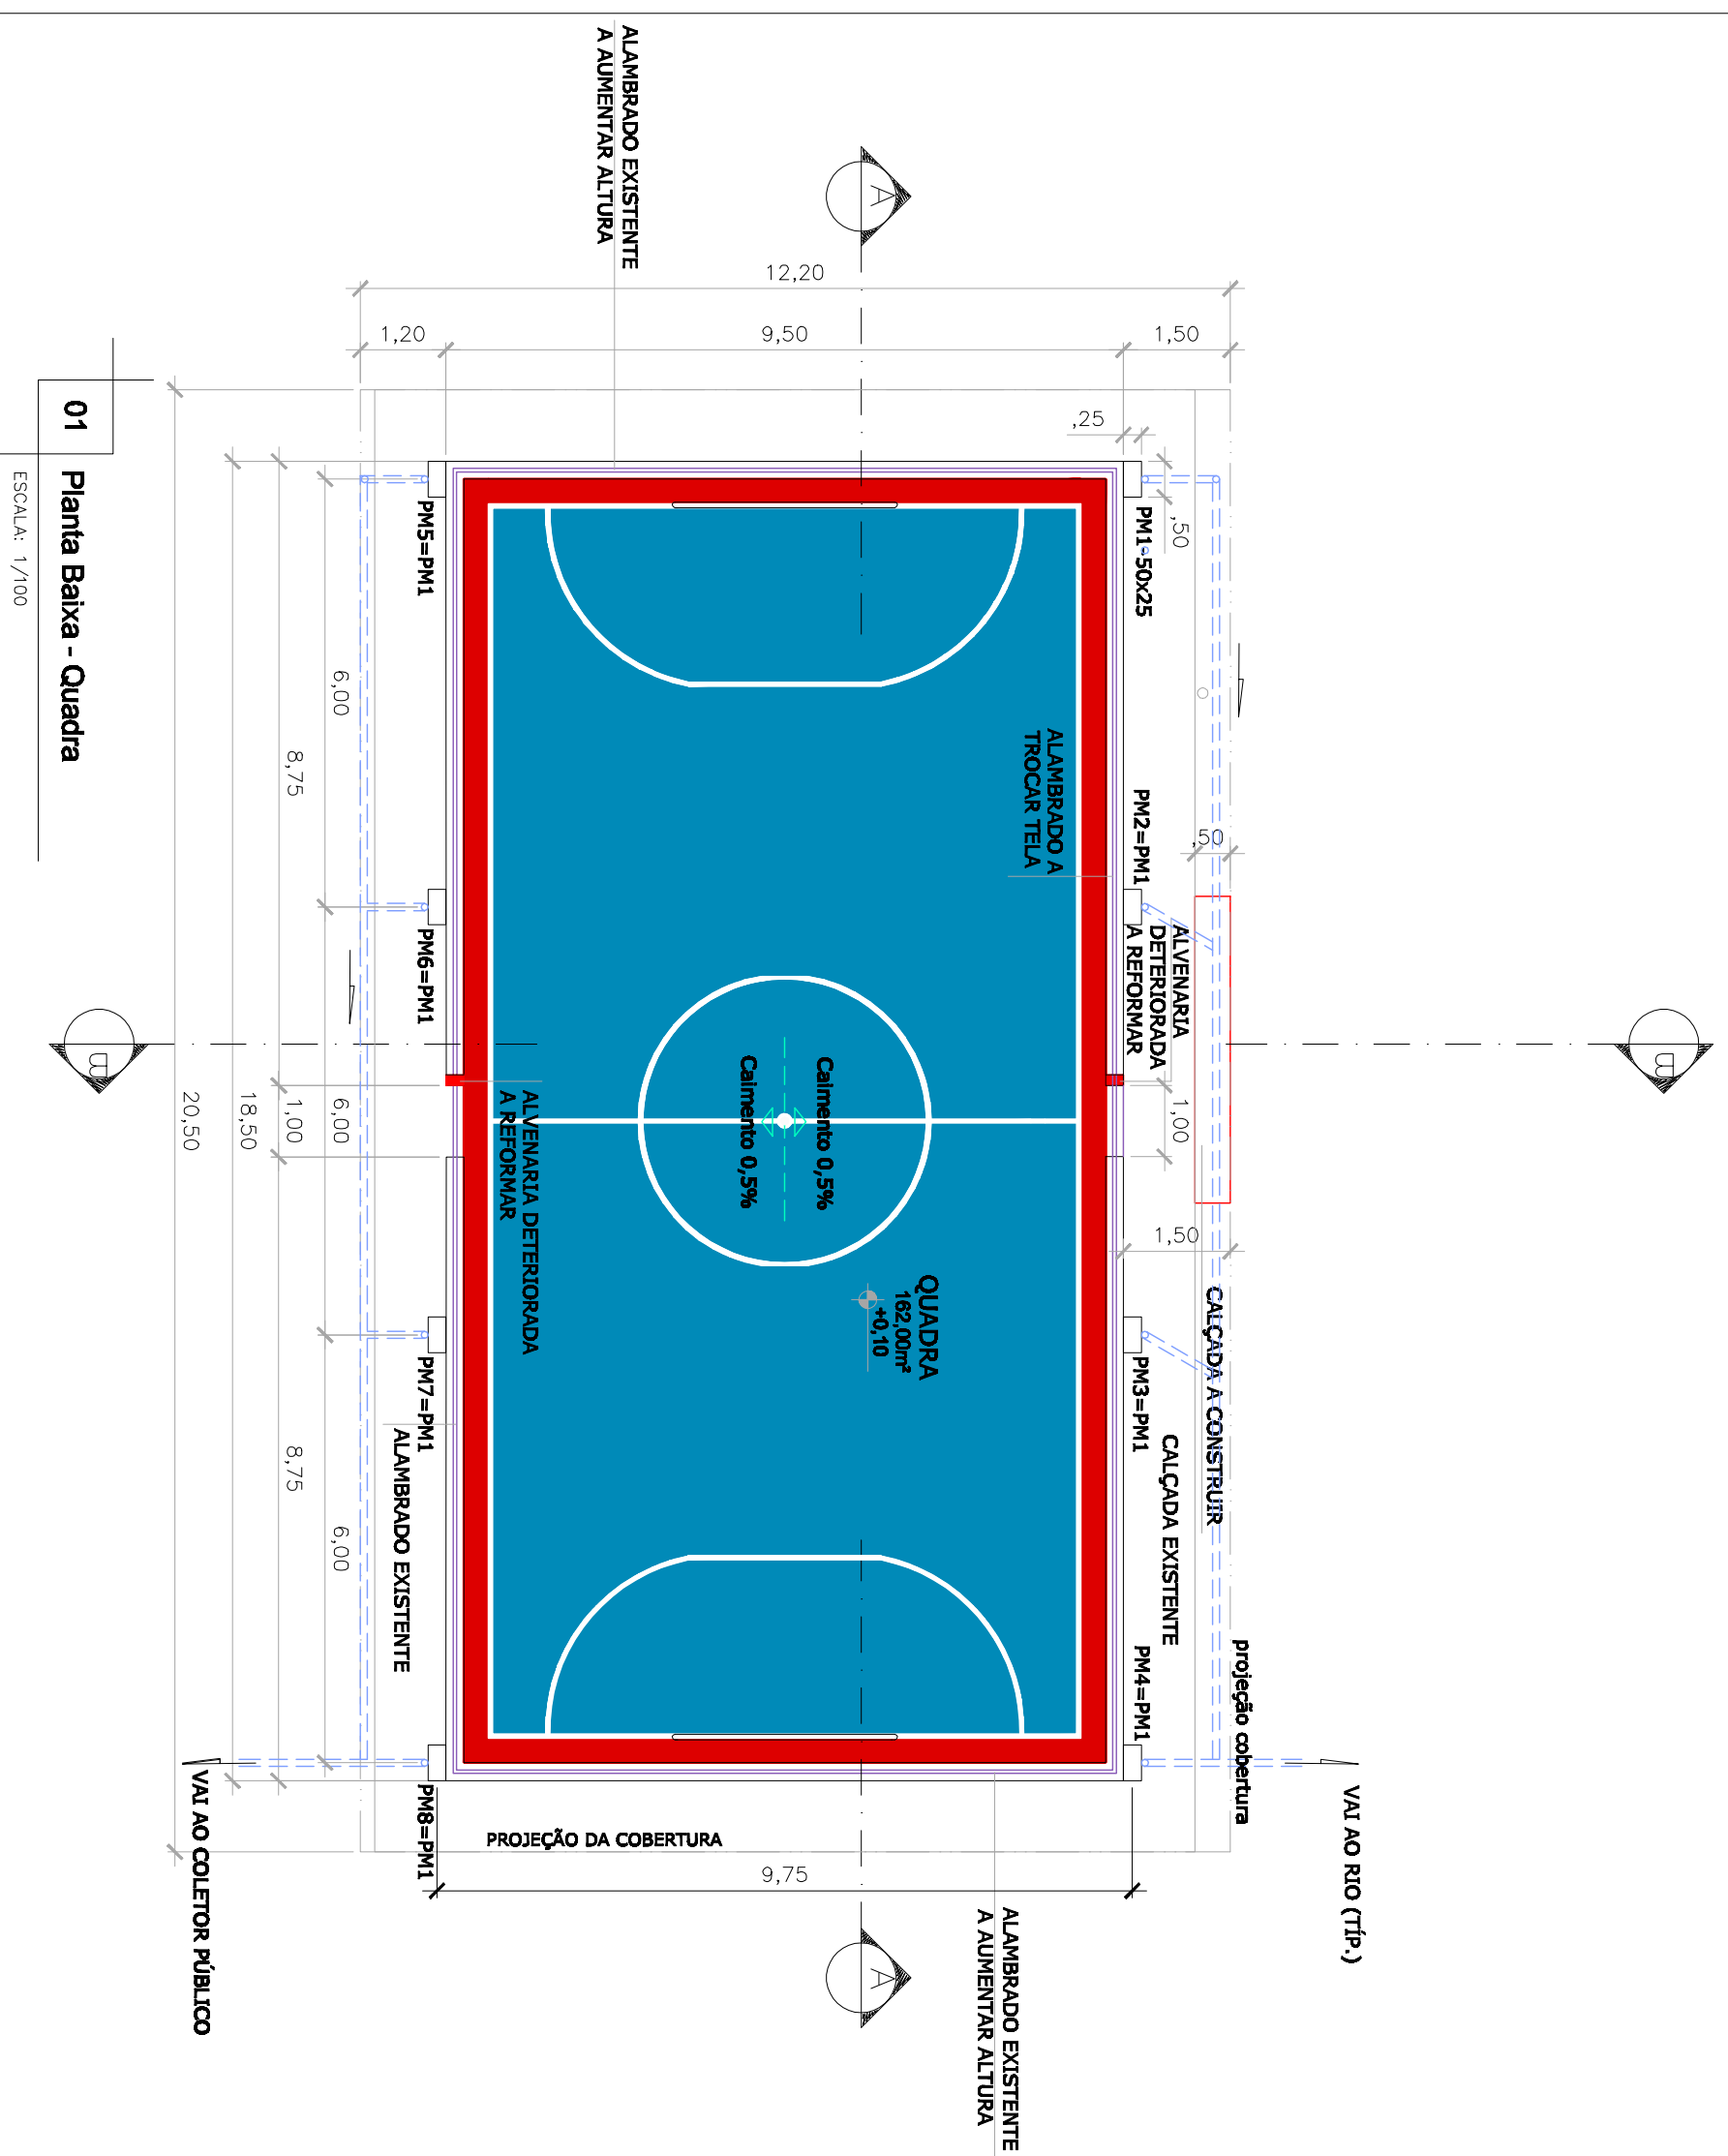 ALAMBRADO EXISTENTE
A AUMENTAR ALTURA
A
12,20
1,20
9,50
1,50
,25
,50
PM1-50x25
PM5=PM1
01
Planta Baixa - Quadra
ESCALA: 1/100
6,00
8,75
ALAMBRADO A
TROCAR TELA
PM2=PM1
,50
ALVENARIA
DETERIORADA
A REFORMAR
PM6=PM1
B
B
Caimento 0,5%
Caimento 0,5%
1,00
6,00
1,00
18,50
20,50
ALVENARIA DETERIORADA
A REFORMAR
1,50
QUADRA
162,00m²
+0,10
CALÇADA A CONSTRUIR
PM3=PM1
CALÇADA EXISTENTE
PM7=PM1
ALAMBRADO EXISTENTE
8,75
6,00
PM4=PM1
projeção cobertura
VAI AO RIO (TÍP.)
PM8=PM1
VAI AO COLETOR PÚBLICO
PROJEÇÃO DA COBERTURA
9,75
ALAMBRADO EXISTENTE
A AUMENTAR ALTURA
A